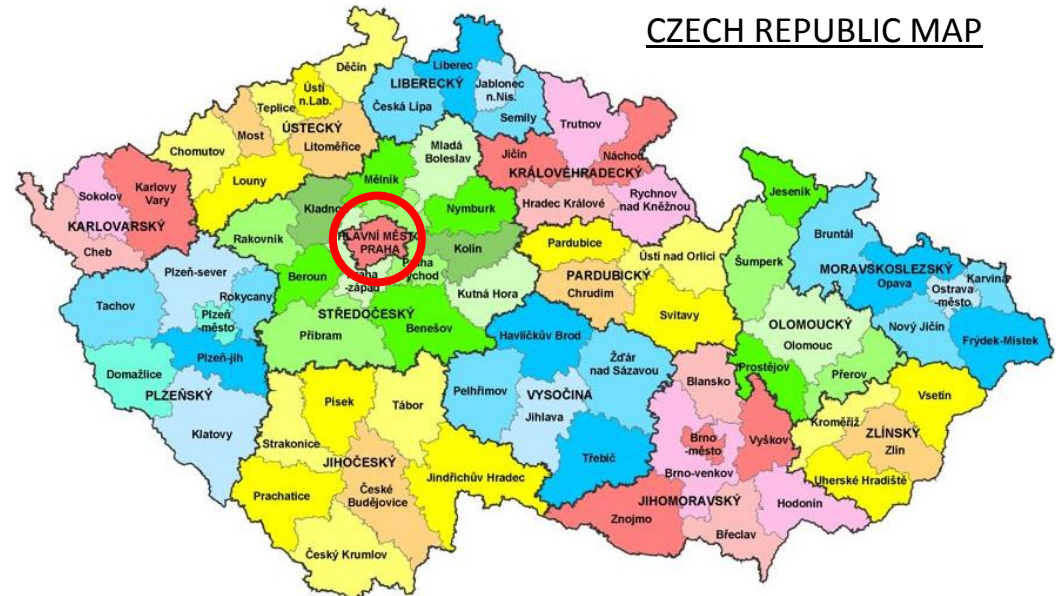 CZECH REPUBLIC MAP
Děčín
Liberec
Ústí
n.Lab.
LIBERECKÝ
Jablonec
n.Nis.
Teplice
Česká Lípa
Semily
Most
ÚSTECKÝ
Trutnov
Litoměřice
Chomutov
Mladá
Boleslav
Jičín
Náchod
Louny
Mělník
KRÁLOVÉHRADECKÝ
Sokolov
Karlovy
Vary
Kladno
Nymburk
Hradec Králové
Rychnov
nad Kněžnou
Jeseník
KARLOVARSKÝ
Cheb
Rakovník
HLAVNÍ MĚSTO
PRAHA
Kolín
Pardubice
Ústí nad Orlicí
Šumperk
Bruntál
Plzeň-sever
Beroun
Praha
-západ
Praha
východ
PARDUBICKÝ
MORAVSKOSLEZSKÝ
Opava
Karviná
Ostrava-
město
Tachov
Rokycany
Kutná Hora
Chrudim
Plzeň
město
STŘEDOČESKÝ
Svitavy
OLOMOUCKÝ
Nový Jičín
Frýdek-Místek
Příbram
Benešov
Havlíčkův Brod
Olomouc
Plzeň-jih
Žďár
nad Sázavou
Prostějov
Přerov
Domažlice
PLZEŇSKÝ
Pelhřimov
VYSOČINA
Blansko
Vsetín
Písek
Tábor
Jihlava
Kroměříž
Klatovy
Strakonice
Brno
-město
Vyškov
ZLÍNSKÝ
Zlín
JIHOČESKÝ
Třebíč
Brno-venkov
Jindřichův Hradec
Uherské Hradiště
Prachatice
České
Budějovice
JIHOMORAVSKÝ
Hodonín
Znojmo
Břeclav
Český Krumlov